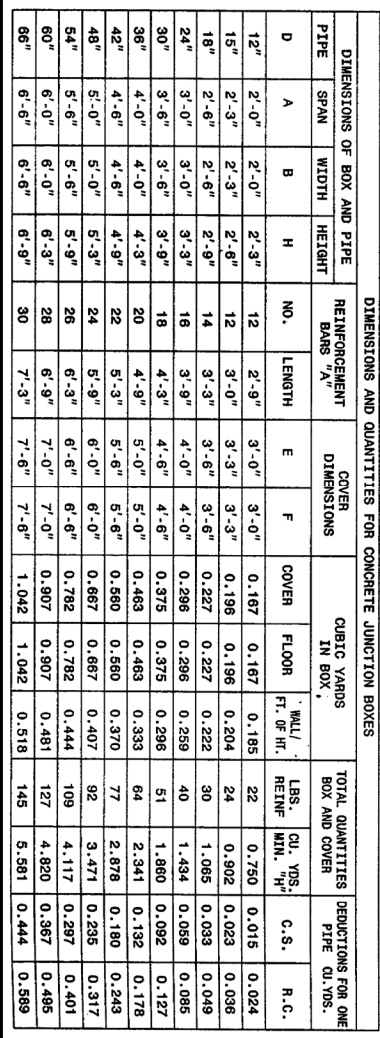 DIMENSIONS AND QUANTITIES FOR CONCRETE JUNCTION BOXES
DIMENSIONS OF BOX AND PIPE REINFORCEMENT BARS "A" COVER DIMENSIONS CUBIC YARDS IN BOX, TOTAL QUANTITIES BOX AND COVER DEDUCTIONS FOR ONE PIPE CU.YDS.
PIPE SPAN WIDTH HEIGHT
D A B H NO. LENGTH E F COVER FLOOR WALL/ FT. OF HT. LBS. REINF CU. YDS. MIN. "H" C.S. R.C.
12" 2'-0" 2'-0" 2'-3" 12 2'-9" 3'-0" 3'-0" 0.167 0.167 0.185 22 0.750 0.015 0.024
15" 2'-3" 2'-3" 2'-6" 12 3'-0" 3'-3" 3'-3" 0.196 0.196 0.204 24 0.902 0.023 0.036
18" 2'-6" 2'-6" 2'-9" 14 3'-3" 3'-6" 3'-6" 0.227 0.227 0.222 30 1.065 0.033 0.049
24" 3'-0" 3'-0" 3'-3" 16 3'-9" 4'-0" 4'-0" 0.296 0.296 0.259 40 1.434 0.059 0.085
30" 3'-6" 3'-6" 3'-9" 18 4'-3" 4'-6" 4'-6" 0.375 0.375 0.296 51 1.860 0.092 0.127
36" 4'-0" 4'-0" 4'-3" 20 4'-9" 5'-0" 5'-0" 0.463 0.463 0.333 64 2.341 0.132 0.178
42" 4'-6" 4'-6" 4'-9" 22 5'-3" 5'-6" 5'-6" 0.560 0.560 0.370 77 2.878 0.180 0.243
48" 5'-0" 5'-0" 5'-3" 24 5'-9" 6'-0" 6'-0" 0.667 0.667 0.407 92 3.471 0.235 0.317
54" 5'-6" 5'-6" 5'-9" 26 6'-3" 6'-6" 6'-6" 0.782 0.782 0.444 109 4.117 0.297 0.401
60" 6'-0" 6'-0" 6'-3" 28 6'-9" 7'-0" 7'-0" 0.907 0.907 0.481 127 4.820 0.367 0.495
66" 6'-6" 6'-6" 6'-9" 30 7'-3" 7'-6" 7'-6" 1.042 1.042 0.518 145 5.581 0.444 0.589